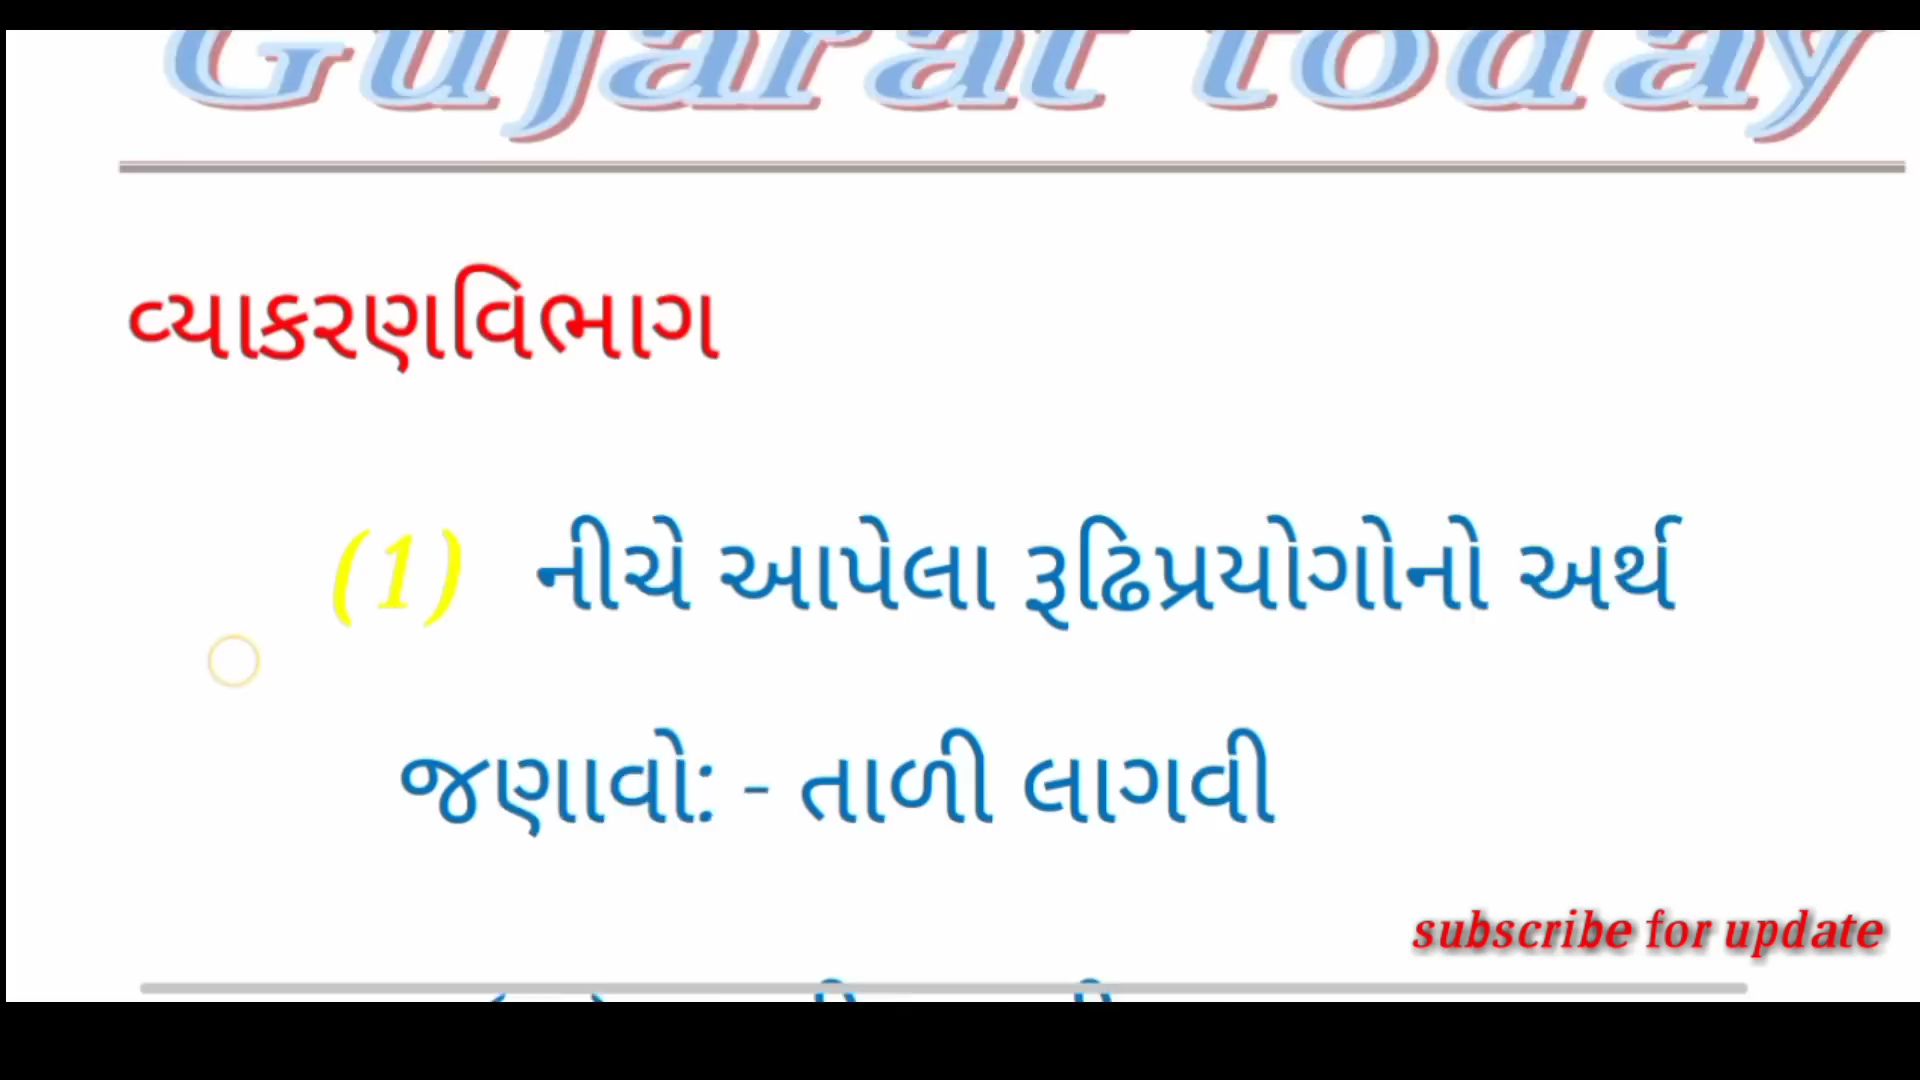 Gujarat today
વ્યાકરણવિભાગ
(1) નીચે આપેલા રૂઢિપ્રયોગોનો અર્થ
જણાવો: - તાળી લાગવી
subscribe for update